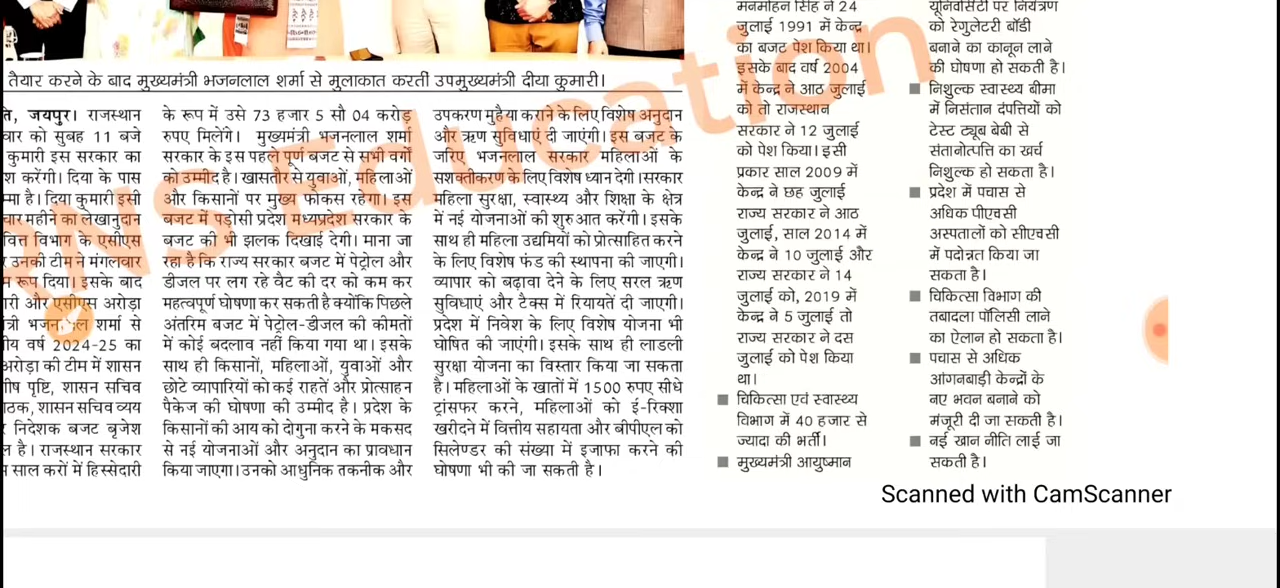 तैयार करने के बाद मुख्यमंत्री भजनलाल शर्मा से मुलाकात करतीं उपमुख्यमंत्री दीया कुमारी।
ति, जयपुर। राजस्थान
वार को सुबह 11 बजे
कुमारी इस सरकार का
श करेंगी। दिया के पास
म्मा है। दिया कुमारी इसी
चार महीने का लेखानुदान
वित्त विभाग के एसीएस
उनकी टीम ने मंगलवार
रूप दिया। इसके बाद
री और एसीएस अरोड़ा
त्री भजन शर्मा से
ीय वर्ष 2024-25 का
अरोड़ा की टीम में शासन
ीष पृष्टि, शासन सचिव
ाठक, शासन सचिव व्यय
निदेशक बजट बृजेश
ल है। राजस्थान सरकार
साल करों में हिस्सेदारी
के रूप में उसे 73 हजार 5 सौ 04 करोड़
रुपए मिलेंगे। मुख्यमंत्री भजनलाल शर्मा
सरकार के इस पहले पूर्ण बजट से सभी वर्गों
को उम्मीद है। खासतौर से युवाओं, महिलाओं
और किसानों पर मुख्य फोकस रहेगा। इस
बजट में पड़ोसी प्रदेश मध्यप्रदेश सरकार के
बजट की भी झलक दिखाई देगी। माना जा
रहा है कि राज्य सरकार बजट में पेट्रोल और
डीजल पर लग रहे वैट की दर को कम कर
महत्वपूर्ण घोषणा कर सकती है क्योंकि पिछले
अंतरिम बजट में पेट्रोल-डीजल की कीमतों
में कोई बदलाव नहीं किया गया था। इसके
साथ ही किसानों, महिलाओं, युवाओं और
छोटे व्यापारियों को कई राहतें और प्रोत्साहन
पैकेज की घोषणा की उम्मीद है। प्रदेश के
किसानों की आय को दोगुना करने के मकसद
से नई योजनाओं और अनुदान का प्रावधान
किया जाएगा। उनको आधुनिक तकनीक और
उपकरण मुहैया कराने के लिए विशेष अनुदान
और ऋण सुविधाएं दी जाएंगी। इस बजट के
जरिए भजनलाल सरकार महिलाओं के
सशक्तीकरण के लिए विशेष ध्यान देगी। सरकार
महिला सुरक्षा, स्वास्थ्य और शिक्षा के क्षेत्र
में नई योजनाओं की शुरुआत करेंगी। इसके
साथ ही महिला उद्यमियों को प्रोत्साहित करने
के लिए विशेष फंड की स्थापना की जाएगी।
व्यापार को बढ़ावा देने के लिए सरल ऋण
सुविधाएं और टैक्स में रियायतें दी जाएगी।
प्रदेश में निवेश के लिए विशेष योजना भी
घोषित की जाएंगी। इसके साथ ही लाडली
सुरक्षा योजना का विस्तार किया जा सकता
है। महिलाओं के खातों में 1500 रुपए सीधे
ट्रांसफर करने, महिलाओं को ई-रिक्शा
खरीदने में वित्तीय सहायता और बीपीएल को
सिलेण्डर की संख्या में इजाफा करने की
घोषणा भी की जा सकती है।
मनमोहन सिंह ने 24
जुलाई 1991 में केन्द्र
का बजट पेश किया था।
इसके बाद वर्ष 2004
में केन्द्र ने आठ जुलाई
को तो राजस्थान
सरकार ने 12 जुलाई
को पेश किया। इसी
प्रकार साल 2009 में
केन्द्र ने छह जुलाई
राज्य सरकार ने आठ
जुलाई, साल 2014 में
केन्द्र ने 10 जुलाई और
राज्य सरकार ने 14
जुलाई को, 2019 में
केन्द्र ने 5 जुलाई तो
राज्य सरकार ने दस
जुलाई को पेश किया
था।
चिकित्सा एवं स्वास्थ्य
विभाग में 40 हजार से
ज्यादा की भर्ती।
मुख्यमंत्री आयुष्मान
यूनिवर्सिटी पर नियंत्रण
को रेगुलेटरी बॉडी
बनाने का कानून लाने
की घोषणा हो सकती है।
निशुल्क स्वास्थ्य बीमा
में निसंतान दंपत्तियों को
टेस्ट ट्यूब बेबी से
संतानोत्पत्ति का खर्च
निशुल्क हो सकता है।
प्रदेश में पचास से
अधिक पीएचसी
अस्पतालों को सीएचसी
में पदोन्नत किया जा
सकता है।
चिकित्सा विभाग की
तबादला पॉलिसी लाने
का ऐलान हो सकता है।
पचास से अधिक
आंगनबाड़ी केन्द्रों के
नए भवन बनाने को
मंजूरी दी जा सकती है।
नई खान नीति लाई जा
सकती है।
PNS Education
Scanned with CamScanner